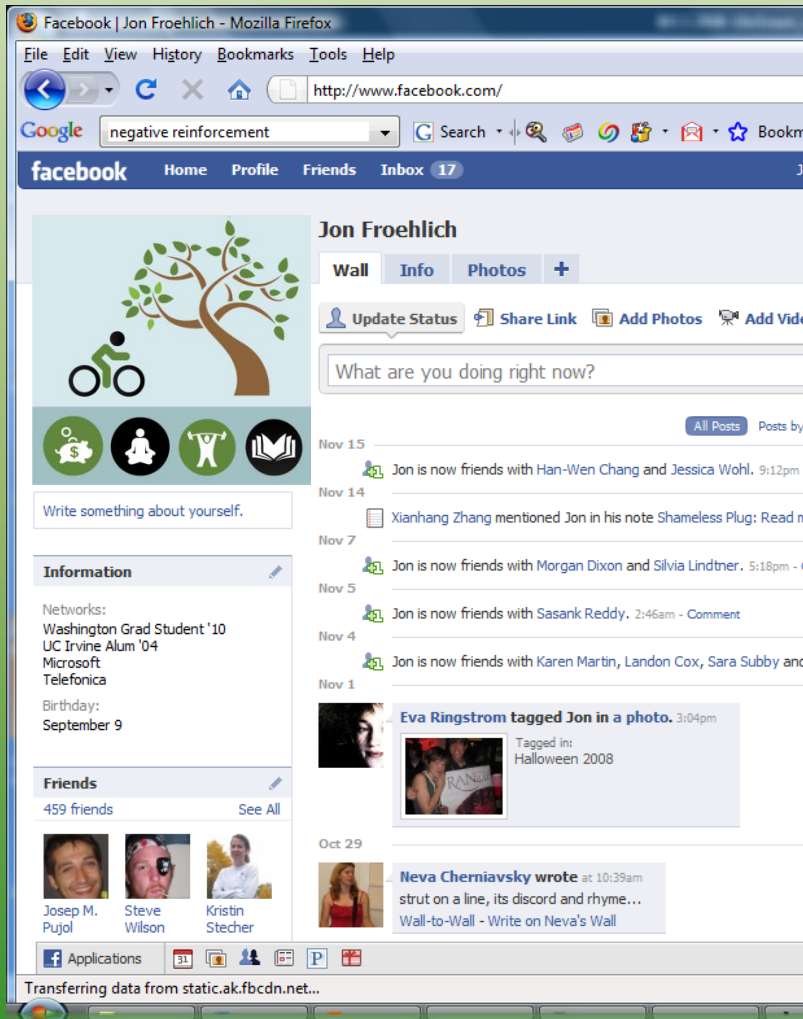 Facebook | Jon Froehlich - Mozilla Firefox
File Edit View History Bookmarks Tools Help
http://www.facebook.com/
Google negative reinforcement G Search Bookm
facebook Home Profile Friends Inbox 17 J
Jon Froehlich
Wall Info Photos +
Update Status Share Link Add Photos Add Vide
What are you doing right now?
All Posts Posts by
Nov 15
Jon is now friends with Han-Wen Chang and Jessica Wohl. 9:12pm
Nov 14
Xianhang Zhang mentioned Jon in his note Shameless Plug: Read m
Nov 7
Jon is now friends with Morgan Dixon and Silvia Lindtner. 5:18pm -
Nov 5
Jon is now friends with Sasank Reddy. 2:46am - Comment
Nov 4
Jon is now friends with Karen Martin, Landon Cox, Sara Subby and
Nov 1
Eva Ringstrom tagged Jon in a photo. 3:04pm
Tagged in:
Halloween 2008
Oct 29
Neva Cherniavsky wrote at 10:39am
strut on a line, its discord and rhyme...
Wall-to-Wall - Write on Neva's Wall
$
Write something about yourself.
Information
Networks:
Washington Grad Student '10
UC Irvine Alum '04
Microsoft
Telefonica
Birthday:
September 9
Friends
459 friends See All
Josep M. Pujol
Steve Wilson
Kristin Stecher
f Applications 31 P
Transferring data from static.ak.fbcdn.net...